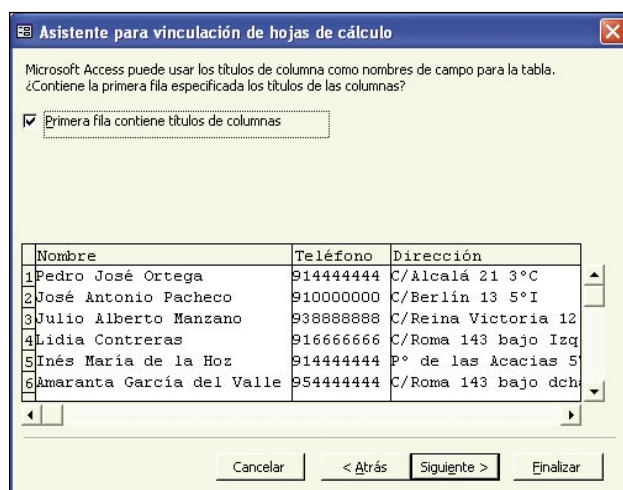 Asistente para vinculación de hojas de cálculo
Microsoft Access puede usar los títulos de columna como nombres de campo para la tabla.
¿Contiene la primera fila especificada los títulos de las columnas?
Primera fila contiene títulos de columnas
Nombre Teléfono Dirección
1 Pedro José Ortega 914444444 C/Alcalá 21 3°C
2 José Antonio Pacheco 910000000 C/Berlín 13 5°I
3 Julio Alberto Manzano 938888888 C/Reina Victoria 12
4 Lidia Contreras 916666666 C/Roma 143 bajo Izq
5 Inés María de la Hoz 914444444 P° de las Acacias 5
6 Amaranta García del Valle 954444444 C/Roma 143 bajo dch
Cancelar < Atrás Siguiente > Finalizar